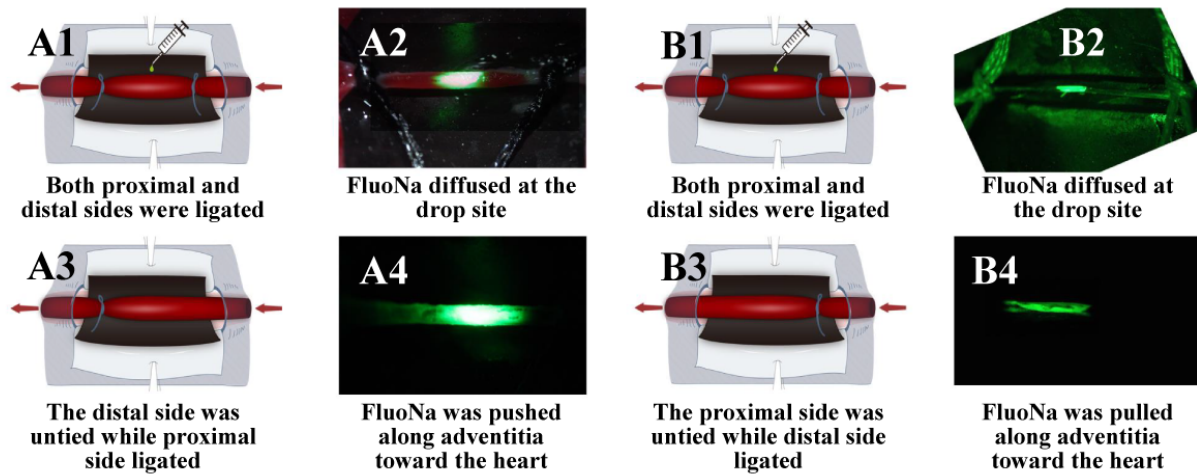 A1
A2
B1
B2
Both proximal and
distal sides were ligated
FluoNa diffused at the
drop site
Both proximal and
distal sides were ligated
FluoNa diffused at
the drop site
A3
A4
B3
B4
The distal side was
untied while proximal
side ligated
FluoNa was pushed
along adventitia
toward the heart
The proximal side was
untied while distal side
ligated
FluoNa was pulled
along adventitia
toward the heart